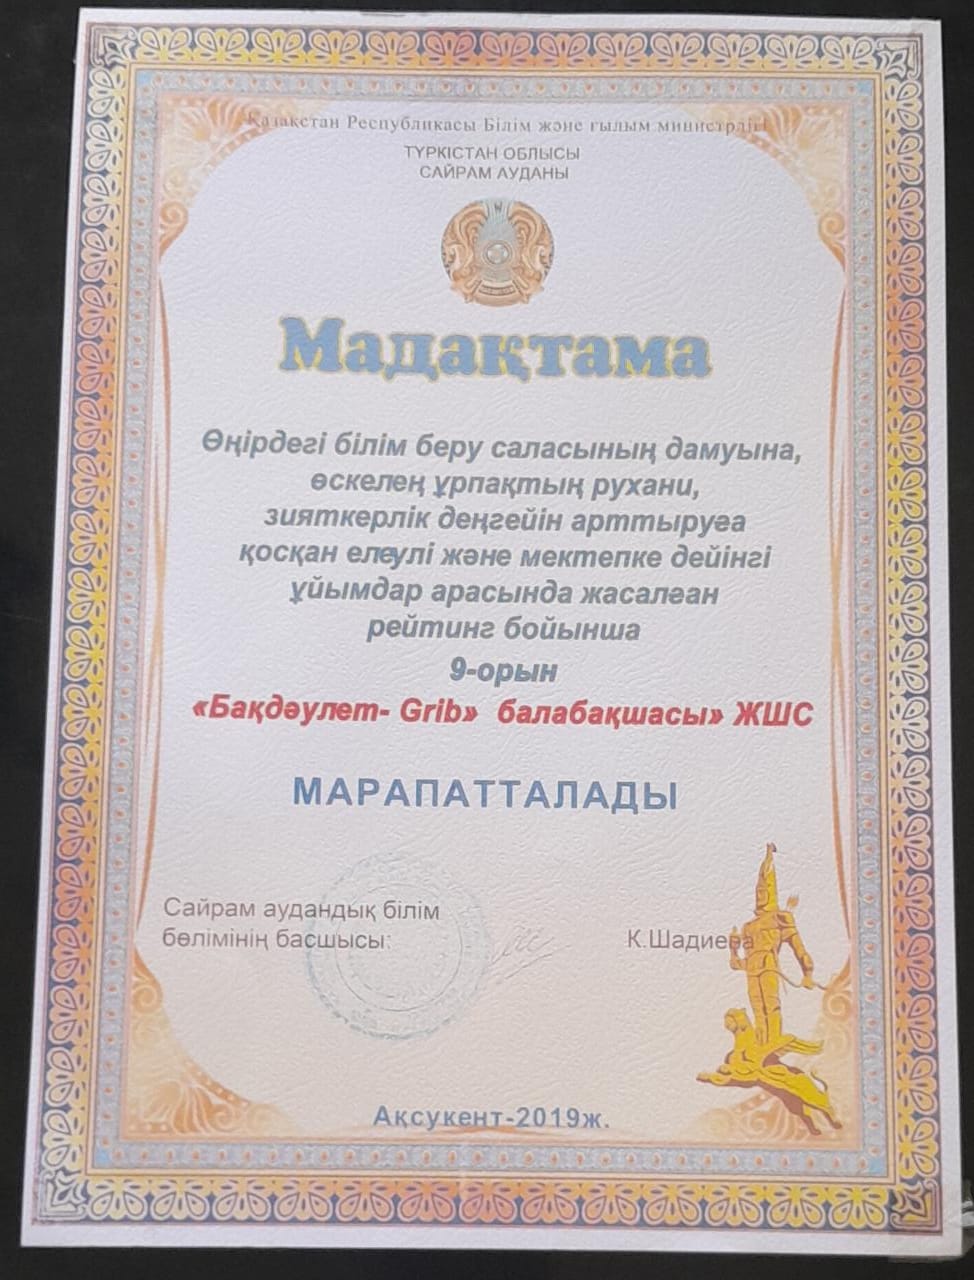 Қазақстан Республикасы Білім және ғылым министрлігі
ТҮРКІСТАН ОБЛЫСЫ
САЙРАМ АУДАНЫ
Мадақтама
Өңірдегі білім беру саласының дамуына,
өскелең ұрпақтың рухани,
зияткерлік деңгейін арттыруға
қосқан елеулі және мектепке дейінгі
ұйымдар арасында жасалған
рейтинг бойынша
9-орын
«Бақдәулет- Grib» балабақшасы» ЖШС
МАРАПАТТАЛАДЫ
Сайрам аудандық білім
бөлімінің басшысы:
К.Шадиева
Ақсукент-2019ж.